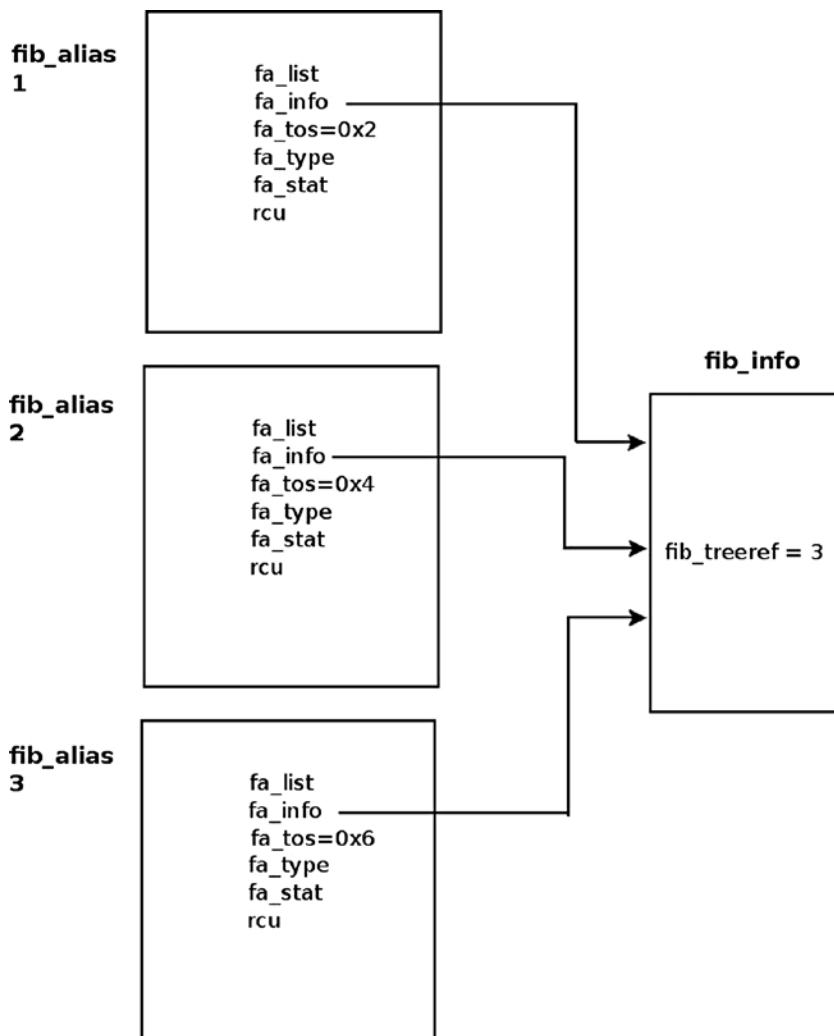 fib_alias
1
fa_list
fa_info
fa_tos=0x2
fa_type
fa_stat
rcu
fib_alias
2
fa_list
fa_info
fa_tos=0x4
fa_type
fa_stat
rcu
fib_alias
3
fa_list
fa_info
fa_tos=0x6
fa_type
fa_stat
rcu
fib_info
fib_treeref = 3